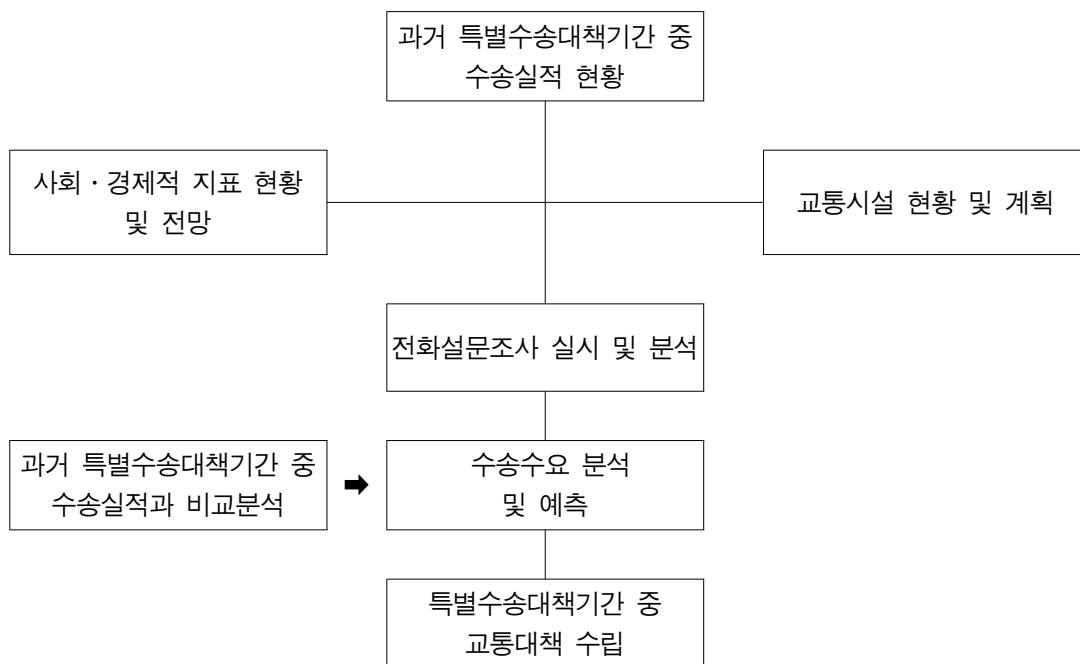 과거 특별수송대책기간 중
수송실적 현황
사회 · 경제적 지표 현황
및 전망
교통시설 현황 및 계획
전화설문조사 실시 및 분석
과거 특별수송대책기간 중
수송실적과 비교분석
수송수요 분석
및 예측
특별수송대책기간 중
교통대책 수립